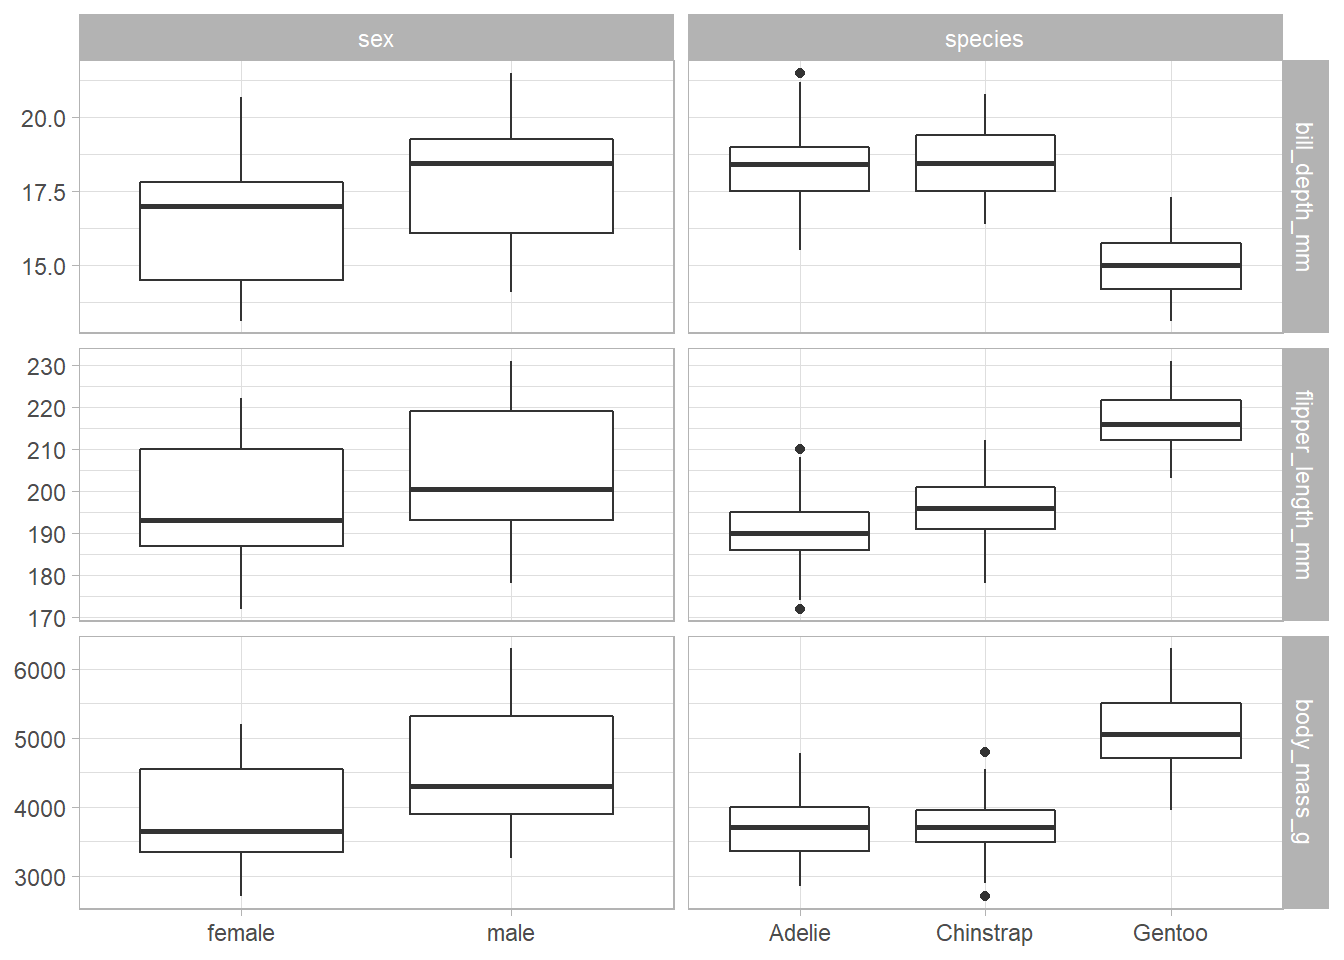 sex
species
20.0
17.5
15.0
bill_depth_mm
230
220
210
200
190
180
170
flipper_length_mm
6000
5000
4000
3000
body_mass_g
female
male
Adelie
Chinstrap
Gentoo